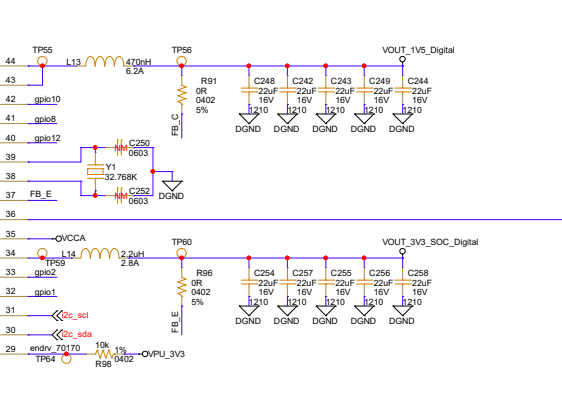 TP55 TP56 VOUT_1V5_Digital
44 L13 470nH
6.2A
43 R91 C248 C242 C243 C249 C244
0R 22uF 22uF 22uF 22uF 22uF
42 gpio10 0402 16V 16V 16V 16V 16V
5% 1210 1210 1210 1210 1210
41 gpio8 FB_C DGND DGND DGND DGND DGND
40 gpio12 NM C250
0603
39 Y1
32.768K
38 NM C252 DGND
0603
37 FB_E
36
35 VCCA TP60 VOUT_3V3_SOC_Digital
34 L14 2.2uH
TP59 2.8A
33 gpio2 R96 C254 C257 C255 C256 C258
0R 22uF 22uF 22uF 22uF 22uF
32 gpio1 0402 16V 16V 16V 16V 16V
5% 1210 1210 1210 1210 1210
31 i2c_scl FB_E DGND DGND DGND DGND DGND
30 i2c_sda
29 endrv_70170 10k 1% VPU_3V3
TP64 R98 0402